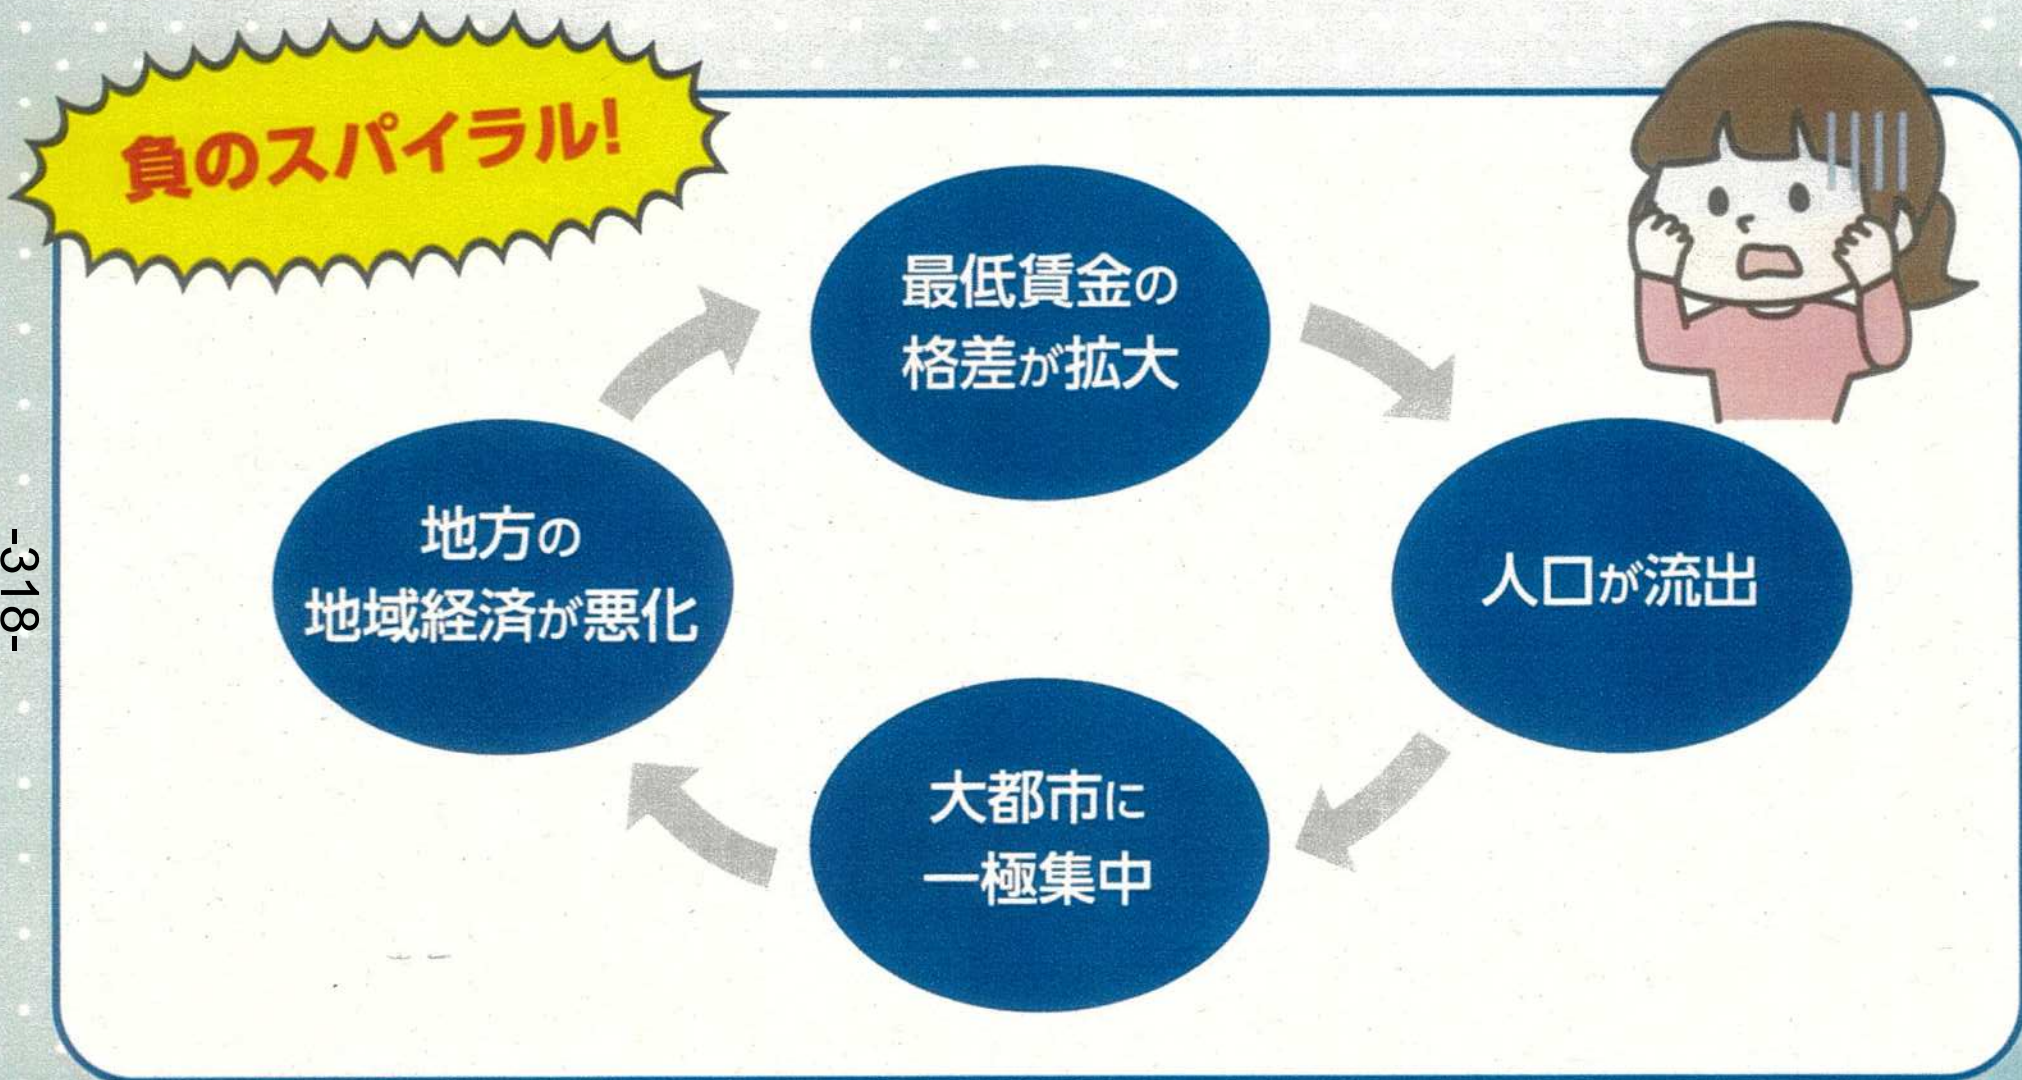 負のスパイラル!
最低賃金の
格差が拡大
人口が流出
大都市に
一極集中
地方の
地域経済が悪化
-318-